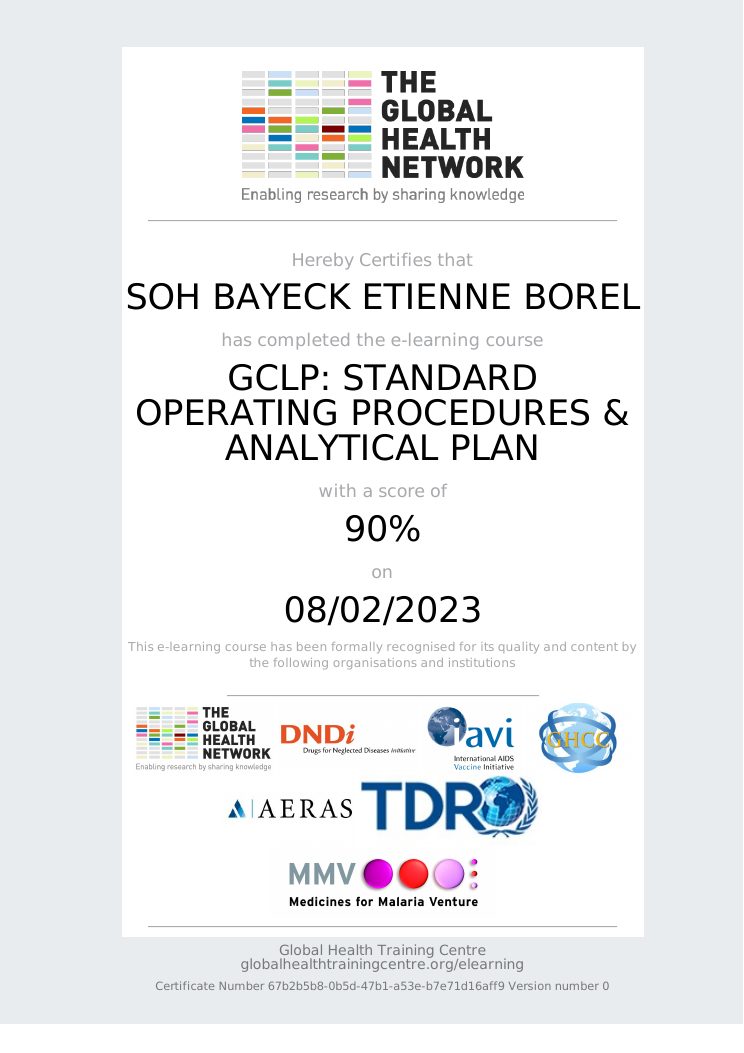 THE
GLOBAL
HEALTH
NETWORK
Enabling research by sharing knowledge
Hereby Certifies that
SOH BAYECK ETIENNE BOREL
has completed the e-learning course
GCLP: STANDARD
OPERATING PROCEDURES &
ANALYTICAL PLAN
with a score of
90%
on
08/02/2023
This e-learning course has been formally recognised for its quality and content by
the following organisations and institutions
THE
GLOBAL
HEALTH
NETWORK
Enabling research by sharing knowledge
DNDi
Drugs for Neglected Diseases initiative
iavi
International AIDS
Vaccine Initiative
GHCC
AERAS
TDR
MMV
Medicines for Malaria Venture
Global Health Training Centre
globalhealthtrainingcentre.org/elearning
Certificate Number 67b2b5b8-0b5d-47b1-a53e-b7e71d16aff9 Version number 0